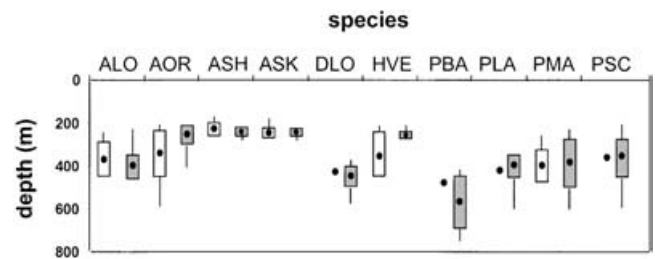 species
ALO AOR ASH ASK DLO HVE PBA PLA PMA PSC
depth (m)
0
200
400
600
800